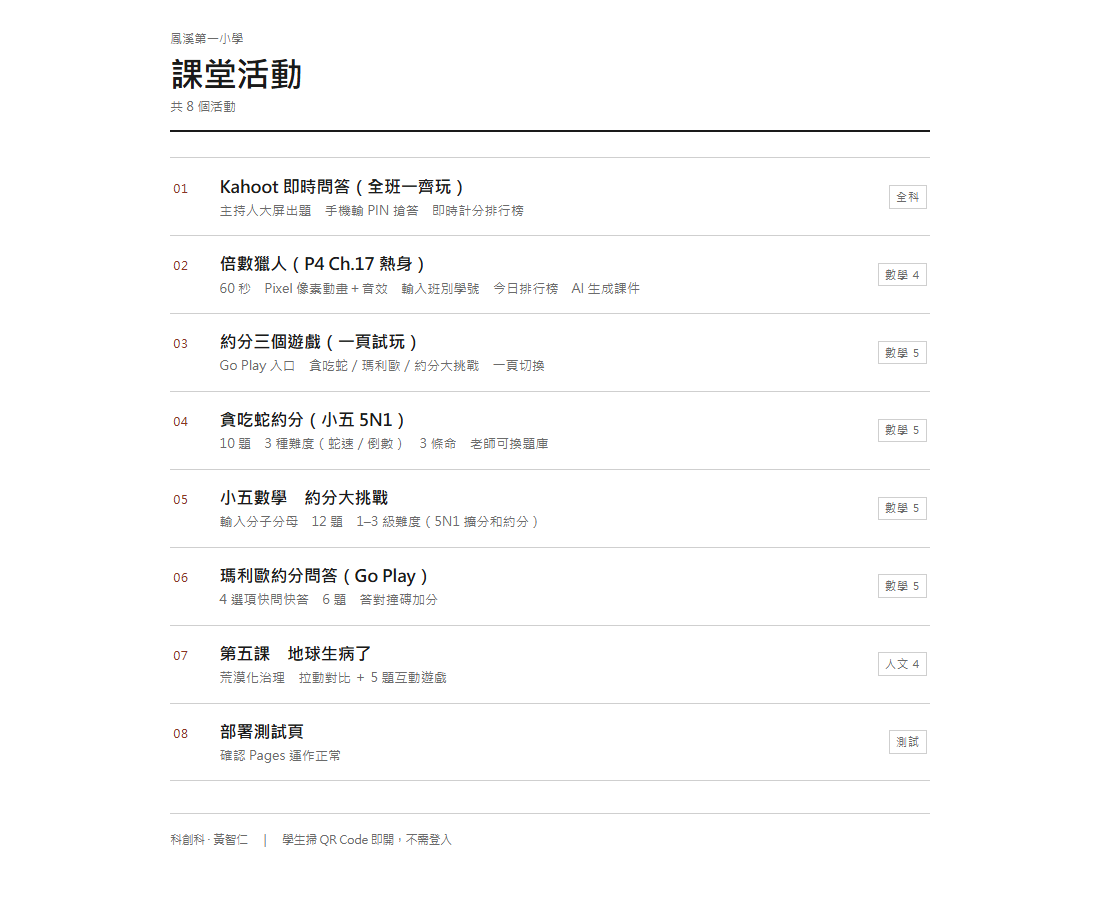 鳳溪第一小學
課堂活動
共 8 個活動
01
Kahoot 即時問答（全班一齊玩）
主持人大屏出題　手機輸 PIN 搶答　即時計分排行榜
全科
02
倍數獵人（P4 Ch.17 熱身）
60 秒　Pixel 像素動畫 + 音效　輸入班別學號　今日排行榜　AI 生成課件
數學 4
03
約分三個遊戲（一頁試玩）
Go Play 入口　貪吃蛇 / 瑪利歐 / 約分大挑戰　一頁切換
數學 5
04
貪吃蛇約分（小五 5N1）
10 題　3 種難度（蛇速 / 倒數）　3 條命　老師可換題庫
數學 5
05
小五數學　約分大挑戰
輸入分子分母　12 題　1–3 級難度（5N1 擴分和約分）
數學 5
06
瑪利歐約分問答（Go Play）
4 選項快問快答　6 題　答對撞磚加分
數學 5
07
第五課　地球生病了
荒漠化治理　拉動對比 + 5 題互動遊戲
人文 4
08
部署測試頁
確認 Pages 運作正常
測試
科創科 · 黃智仁　|　學生掃 QR Code 即開，不需登入